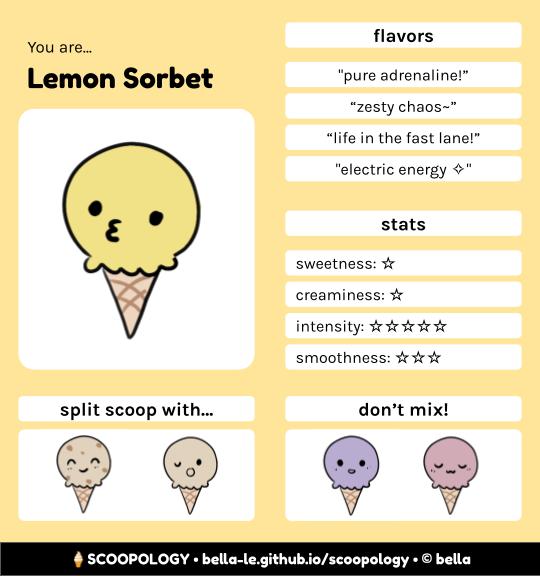 You are...
Lemon Sorbet
flavors
"pure adrenaline!”
“zesty chaos~”
“life in the fast lane!”
"electric energy ✧"
stats
sweetness: ☆
creaminess: ☆
intensity: ☆☆☆☆☆
smoothness: ☆☆☆
split scoop with...
don’t mix!
🍦SCOOPOLOGY • bella-le.github.io/scoopology • © bella